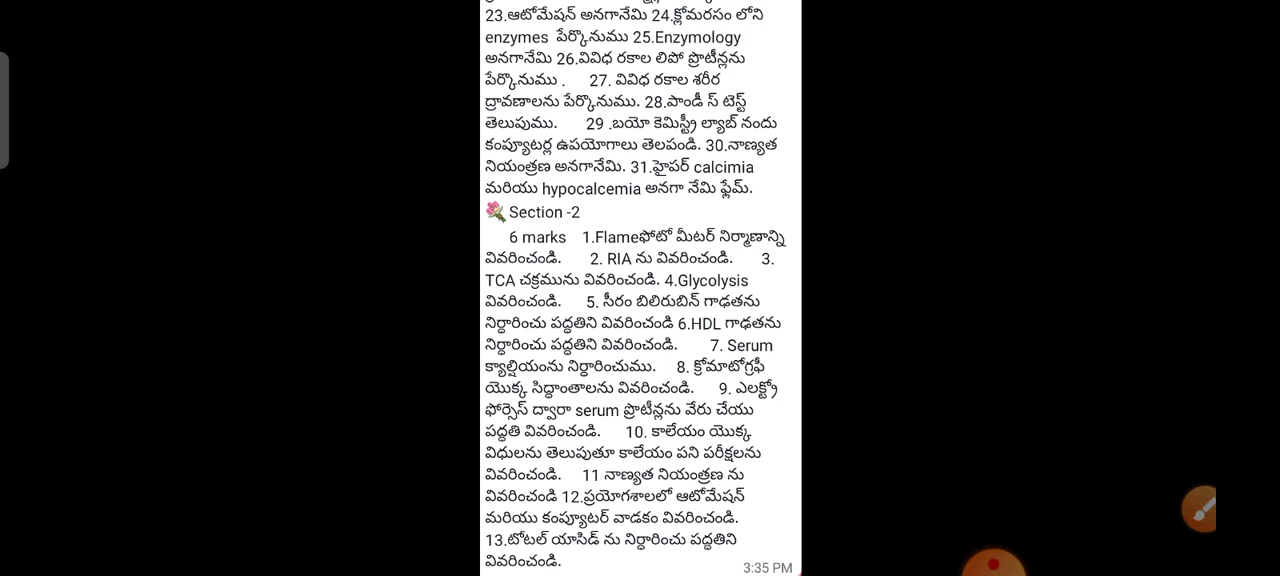 23.ఆటోమేషన్ అనగానేమి 24.క్లోమరసం లోని
enzymes పేర్కొనుము 25.Enzymology
అనగానేమి 26.వివిధ రకాల లిపో ప్రొటీన్లను
పేర్కొనుము . 27. వివిధ రకాల శరీర
ద్రావణాలను పేర్కొనుము. 28.పాండీ స్ టెస్ట్
తెలుపుము. 29 .బయో కెమిస్ట్రీ ల్యాబ్ నందు
కంప్యూటర్ల ఉపయోగాలు తెలపండి. 30.నాణ్యత
నియంత్రణ అనగానేమి. 31.హైపర్ calcimia
మరియు hypocalcemia అనగా నేమి ఫ్లేమ్.
💐 Section -2
6 marks 1.Flameఫోటో మీటర్ నిర్మాణాన్ని
వివరించండి. 2. RIA ను వివరించండి. 3.
TCA చక్రమును వివరించండి. 4.Glycolysis
వివరించండి. 5. సీరం బిలిరుబిన్ గాఢతను
నిర్ధారించు పద్ధతిని వివరించండి 6.HDL గాఢతను
నిర్ధారించు పద్ధతిని వివరించండి. 7. Serum
క్యాల్షియంను నిర్ధారించుము. 8. క్రోమాటోగ్రఫీ
యొక్క సిద్ధాంతాలను వివరించండి. 9. ఎలక్ట్రో
ఫోర్సెస్ ద్వారా serum ప్రొటీన్లను వేరు చేయు
పద్ధతి వివరించండి. 10. కాలేయం యొక్క
విధులను తెలుపుతూ కాలేయం పని పరీక్షలను
వివరించండి. 11 నాణ్యత నియంత్రణ ను
వివరించండి 12.ప్రయోగశాలలో ఆటోమేషన్
మరియు కంప్యూటర్ వాడకం వివరించండి.
13.టోటల్ యాసిడ్ ను నిర్ధారించు పద్ధతిని
వివరించండి.
3:35 PM